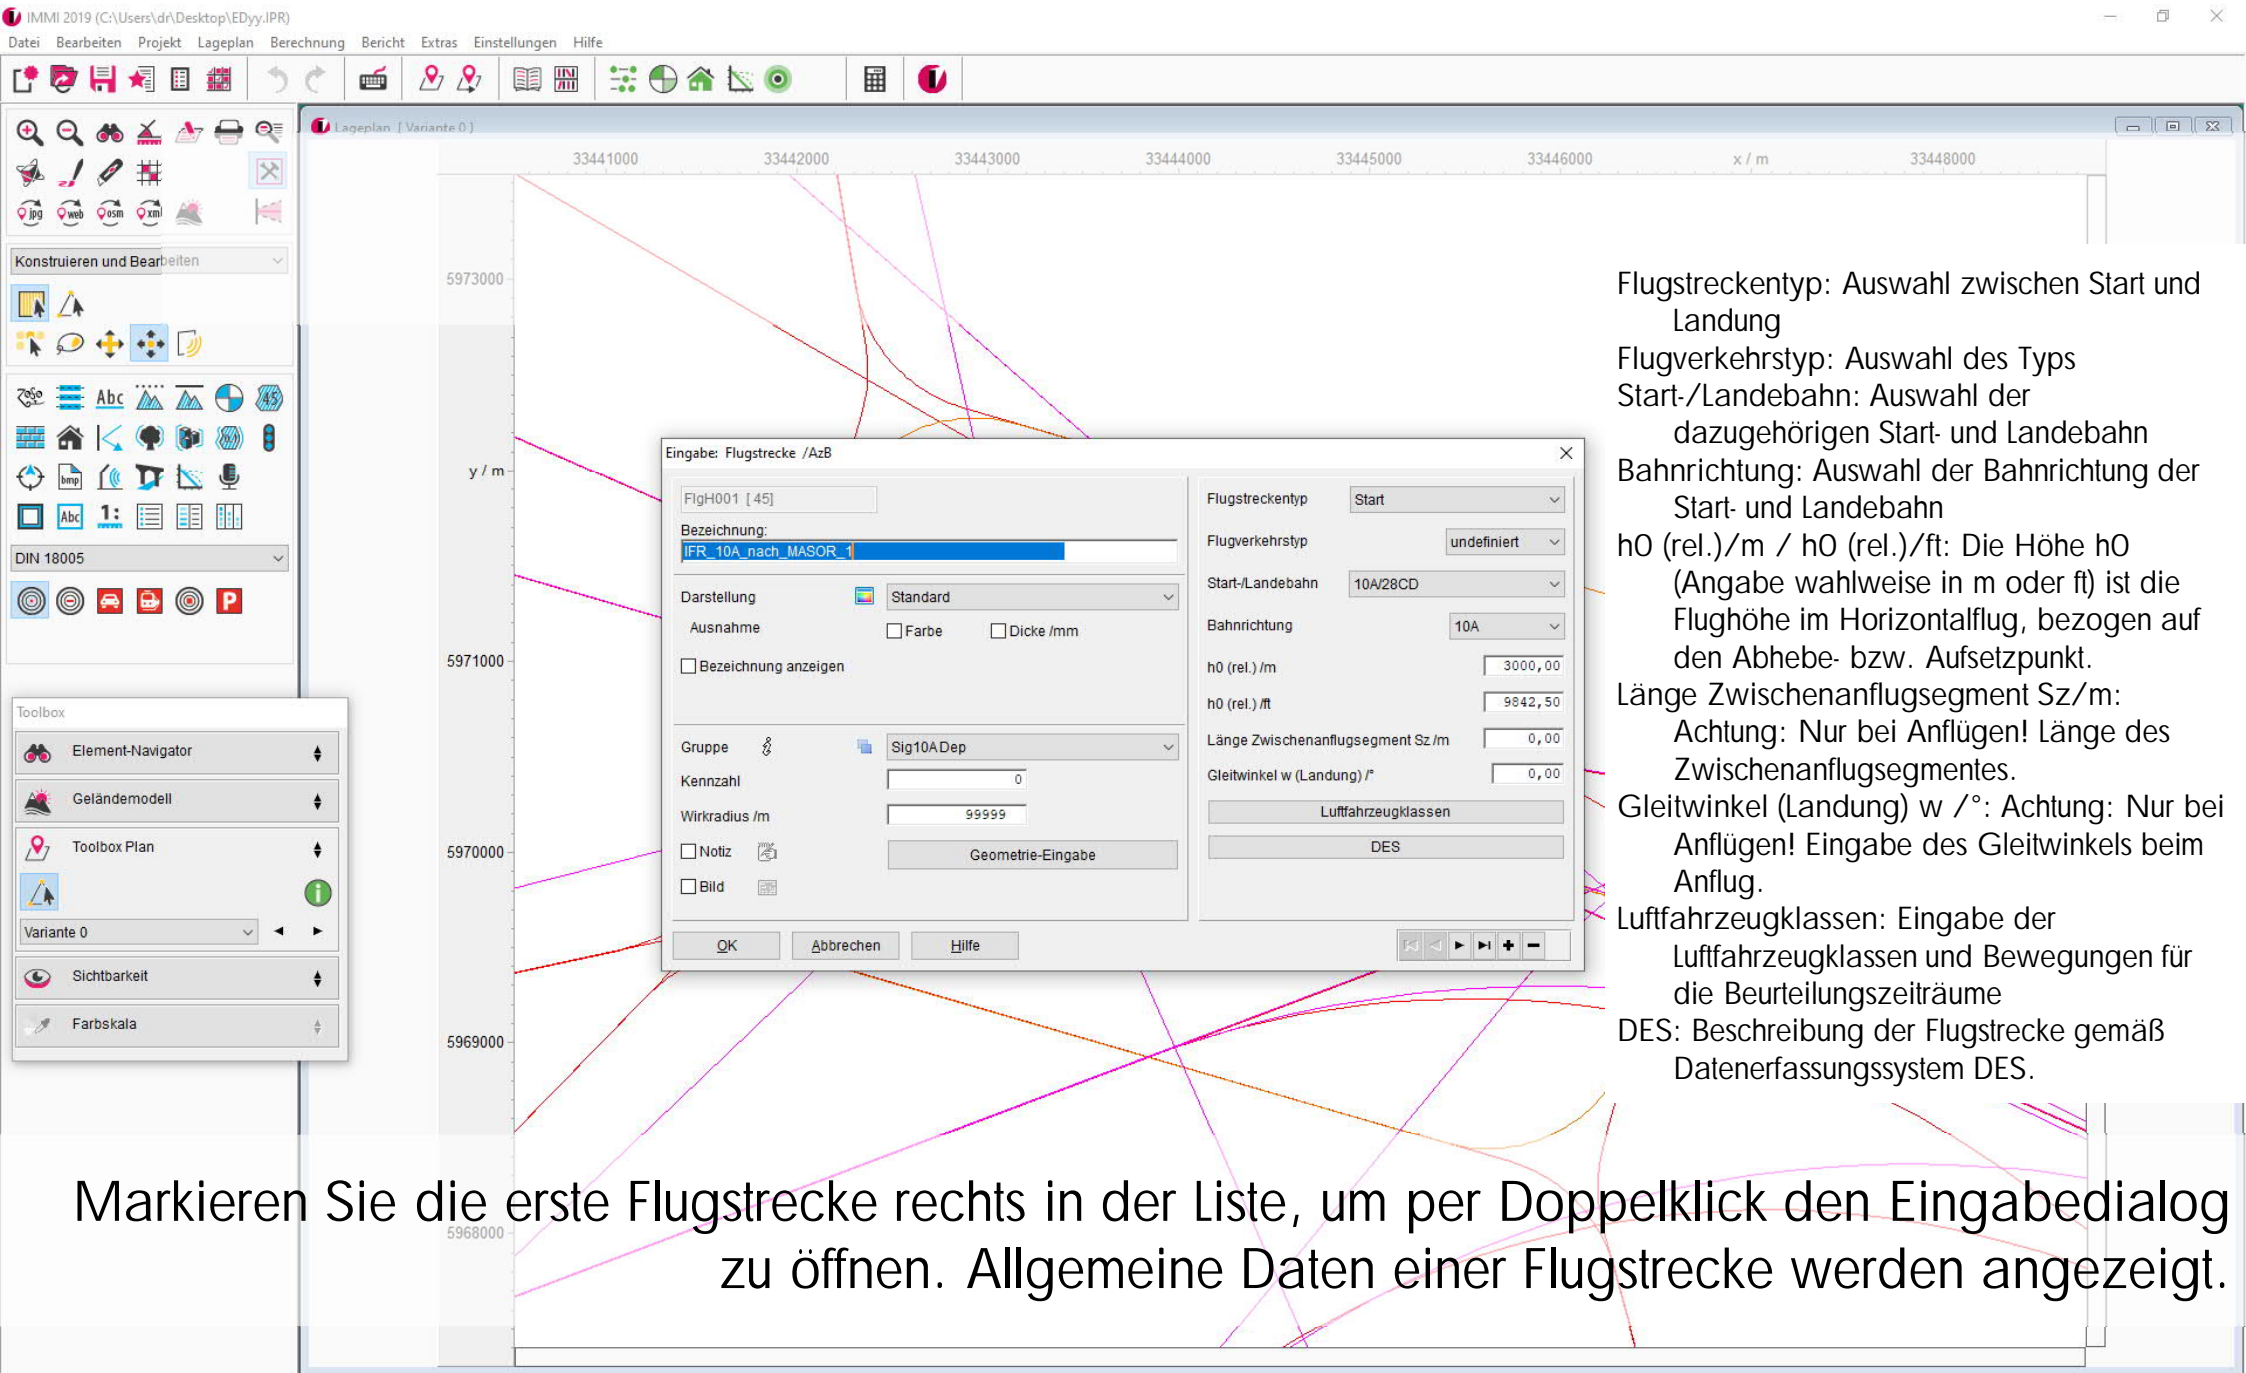 IMMI 2019 (C:\Users\dr\Desktop\EDyy.IPR)
Datei Bearbeiten Projekt Lageplan Berechnung Bericht Extras Einstellungen Hilfe
Lageplan [ Variante 0 ]
33441000 33442000 33443000 33444000 33445000 33446000 x / m 33448000
jpg web osm xml
Konstruieren und Bearbeiten
5973000
y / m
5971000
5970000
5969000
5968000
Abc
45
bmp
Abc 1:
DIN 18005
P
Toolbox
Element-Navigator
Geländemodell
Toolbox Plan
Variante 0
Sichtbarkeit
Farbskala
Eingabe: Flugstrecke /AzB
FlgH001 [ 45]
Bezeichnung:
IFR_10A_nach_MASOR_1
Darstellung Standard
Ausnahme Farbe Dicke /mm
Bezeichnung anzeigen
Gruppe Sig10ADep
Kennzahl 0
Wirkradius /m 99999
Notiz Geometrie-Eingabe
Bild
OK Abbrechen Hilfe
Flugstreckentyp Start
Flugverkehrstyp undefiniert
Start-/Landebahn 10A/28CD
Bahnrichtung 10A
h0 (rel.) /m 3000,00
h0 (rel.) /ft 9842,50
Länge Zwischenanflugsegment Sz /m 0,00
Gleitwinkel w (Landung) /° 0,00
Luftfahrzeugklassen
DES
Flugstreckentyp: Auswahl zwischen Start und
Landung
Flugverkehrstyp: Auswahl des Typs
Start-/Landebahn: Auswahl der
dazugehörigen Start- und Landebahn
Bahnrichtung: Auswahl der Bahnrichtung der
Start- und Landebahn
h0 (rel.)/m / h0 (rel.)/ft: Die Höhe h0
(Angabe wahlweise in m oder ft) ist die
Flughöhe im Horizontalflug, bezogen auf
den Abhebe- bzw. Aufsetzpunkt.
Länge Zwischenanflugsegment Sz/m:
Achtung: Nur bei Anflügen! Länge des
Zwischenanflugsegmentes.
Gleitwinkel (Landung) w /°: Achtung: Nur bei
Anflügen! Eingabe des Gleitwinkels beim
Anflug.
Luftfahrzeugklassen: Eingabe der
Luftfahrzeugklassen und Bewegungen für
die Beurteilungszeiträume
DES: Beschreibung der Flugstrecke gemäß
Datenerfassungssystem DES.
Markieren Sie die erste Flugstrecke rechts in der Liste, um per Doppelklick den Eingabedialog
zu öffnen. Allgemeine Daten einer Flugstrecke werden angezeigt.